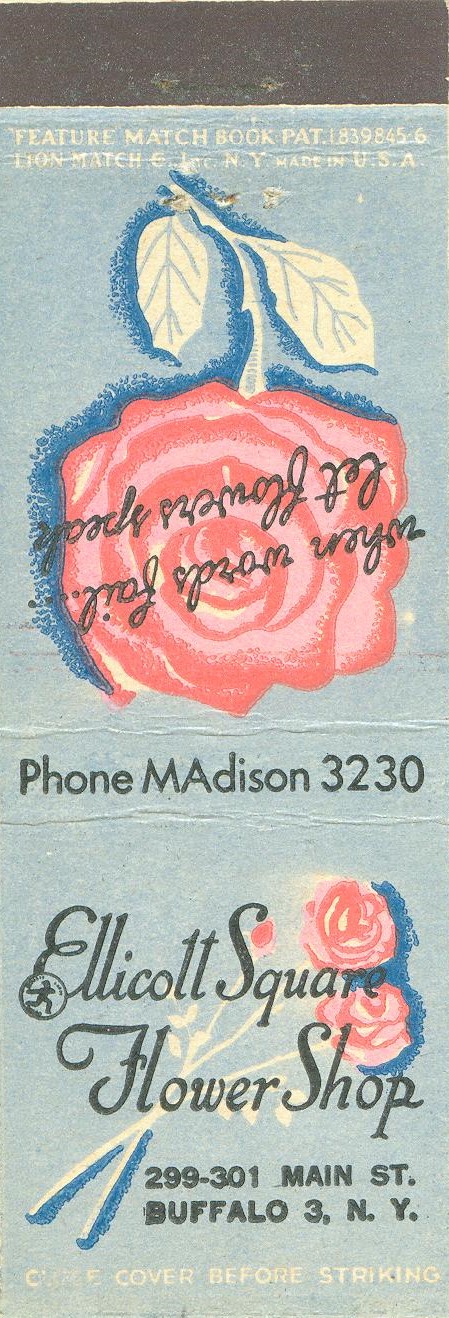 FEATURE MATCH BOOK PAT. 1839845-6
LION MATCH C., INC. N.Y MADE IN U.S.A.
when words fail...
let flowers speak
Phone MAdison 3230
Ellicott Square
Flower Shop
299-301 MAIN ST.
BUFFALO 3, N. Y.
COVER BEFORE STRIKING